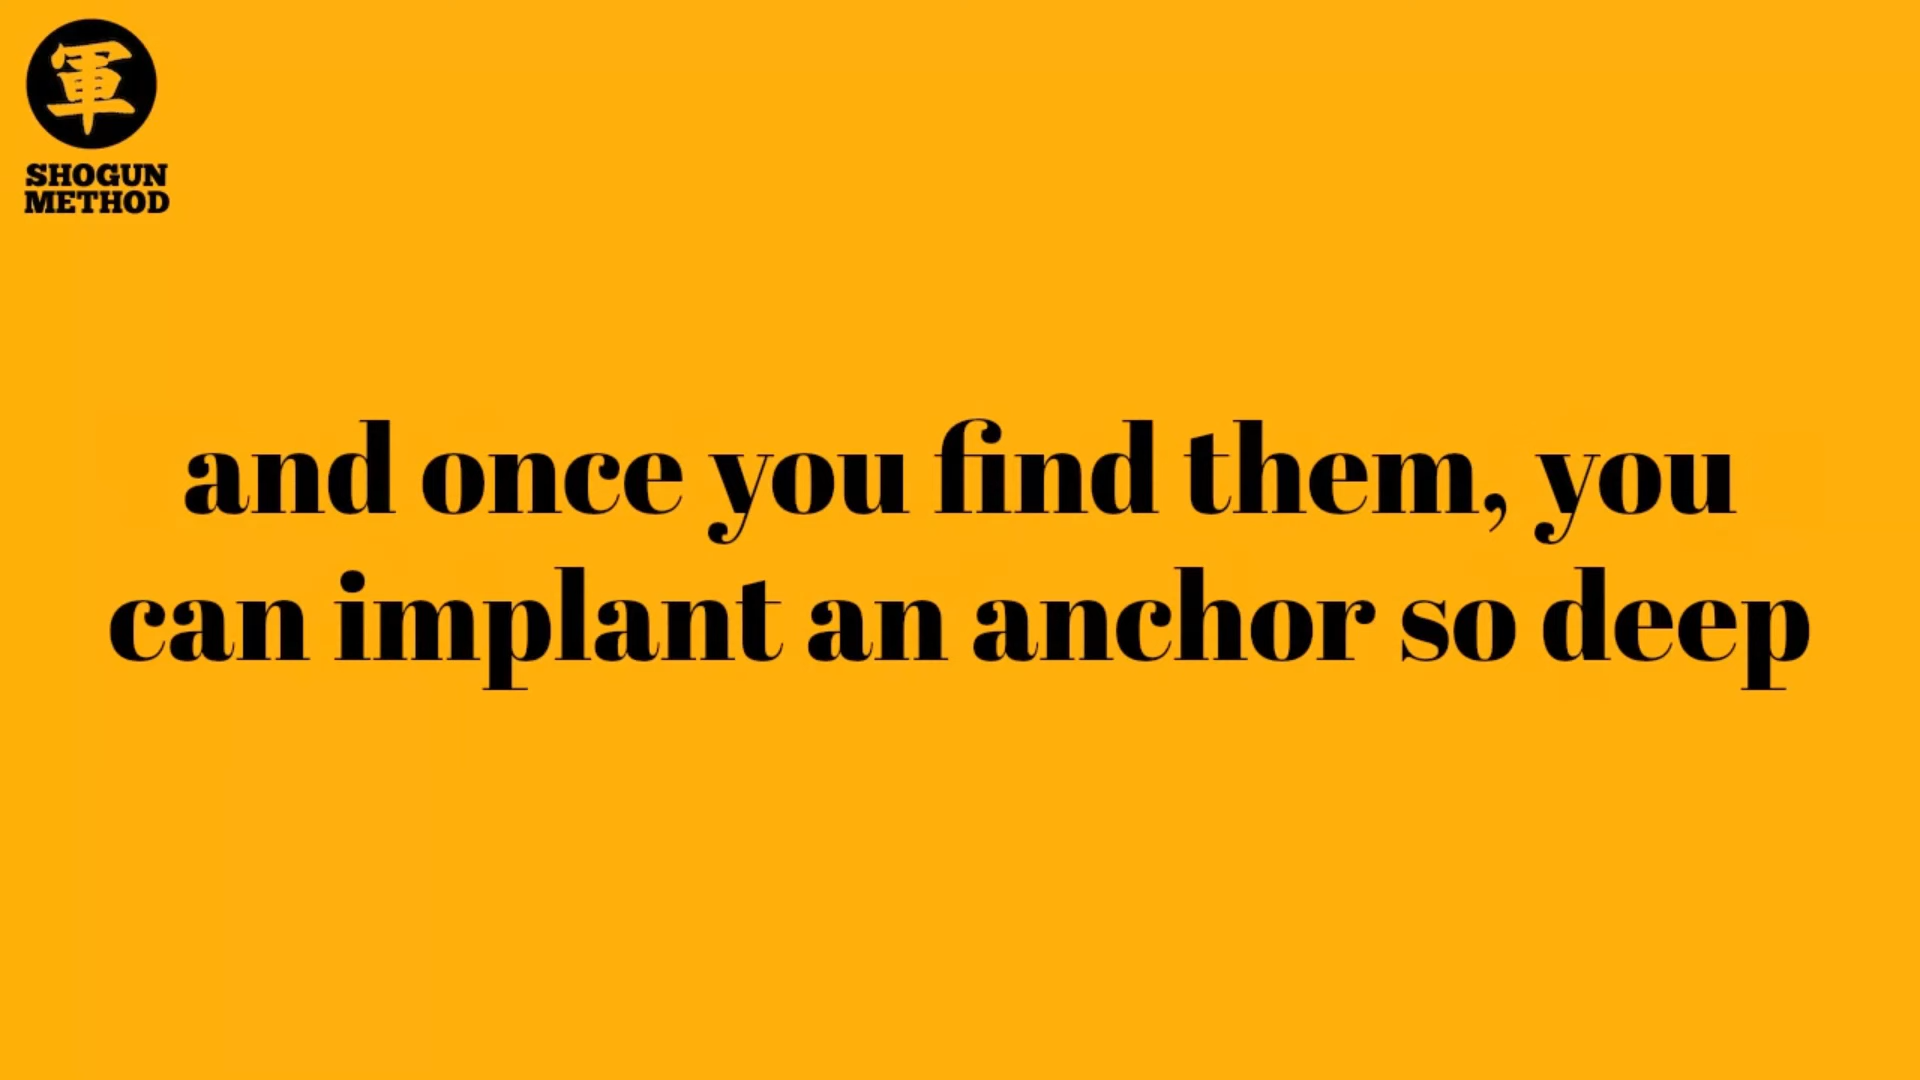 軍
SHOGUN
METHOD
and once you find them, you
can implant an anchor so deep